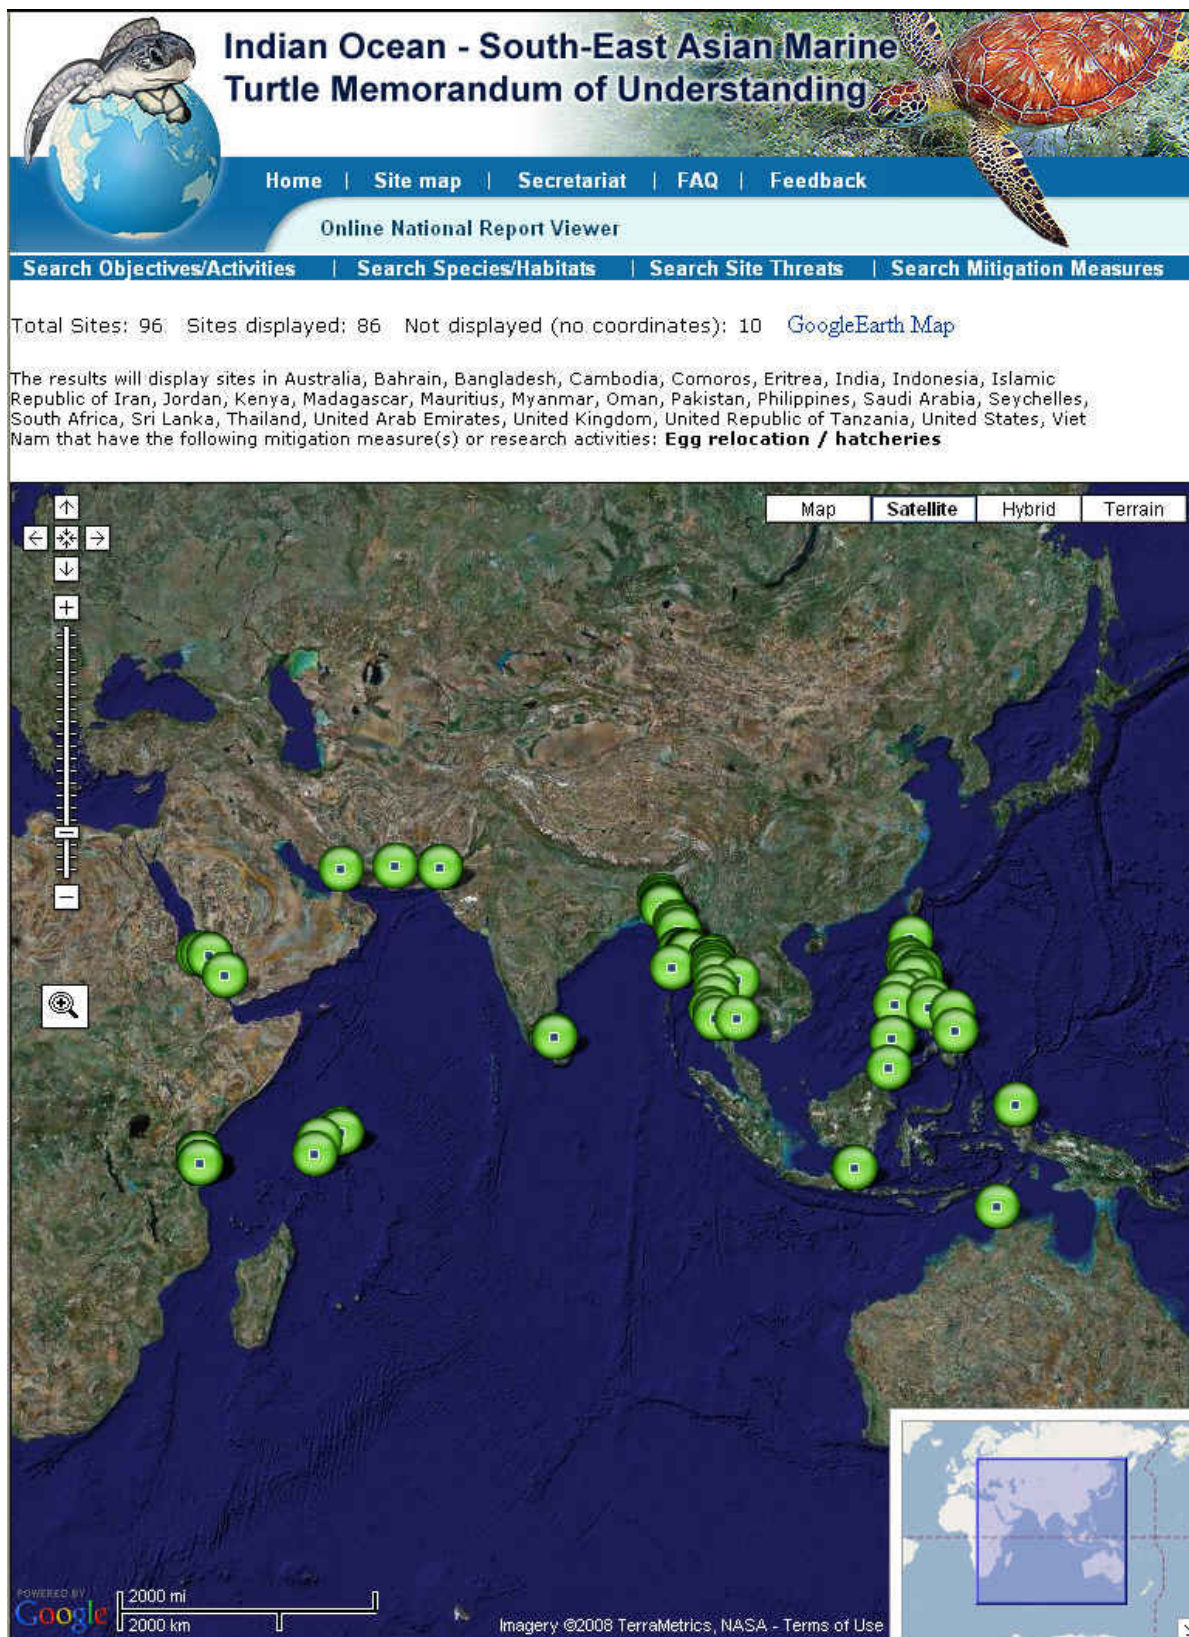 Indian Ocean - South-East Asian Marine
Turtle Memorandum of Understanding
Home | Site map | Secretariat | FAQ | Feedback
Online National Report Viewer
Search Objectives/Activities | Search Species/Habitats | Search Site Threats | Search Mitigation Measures
Total Sites: 96 Sites displayed: 86 Not displayed (no coordinates): 10 GoogleEarth Map
The results will display sites in Australia, Bahrain, Bangladesh, Cambodia, Comoros, Eritrea, India, Indonesia, Islamic
Republic of Iran, Jordan, Kenya, Madagascar, Mauritius, Myanmar, Oman, Pakistan, Philippines, Saudi Arabia, Seychelles,
South Africa, Sri Lanka, Thailand, United Arab Emirates, United Kingdom, United Republic of Tanzania, United States, Viet
Nam that have the following mitigation measure(s) or research activities: Egg relocation / hatcheries
Map Satellite Hybrid Terrain
POWERED BY
Google
2000 mi
2000 km
Imagery ©2008 TerraMetrics, NASA - Terms of Use